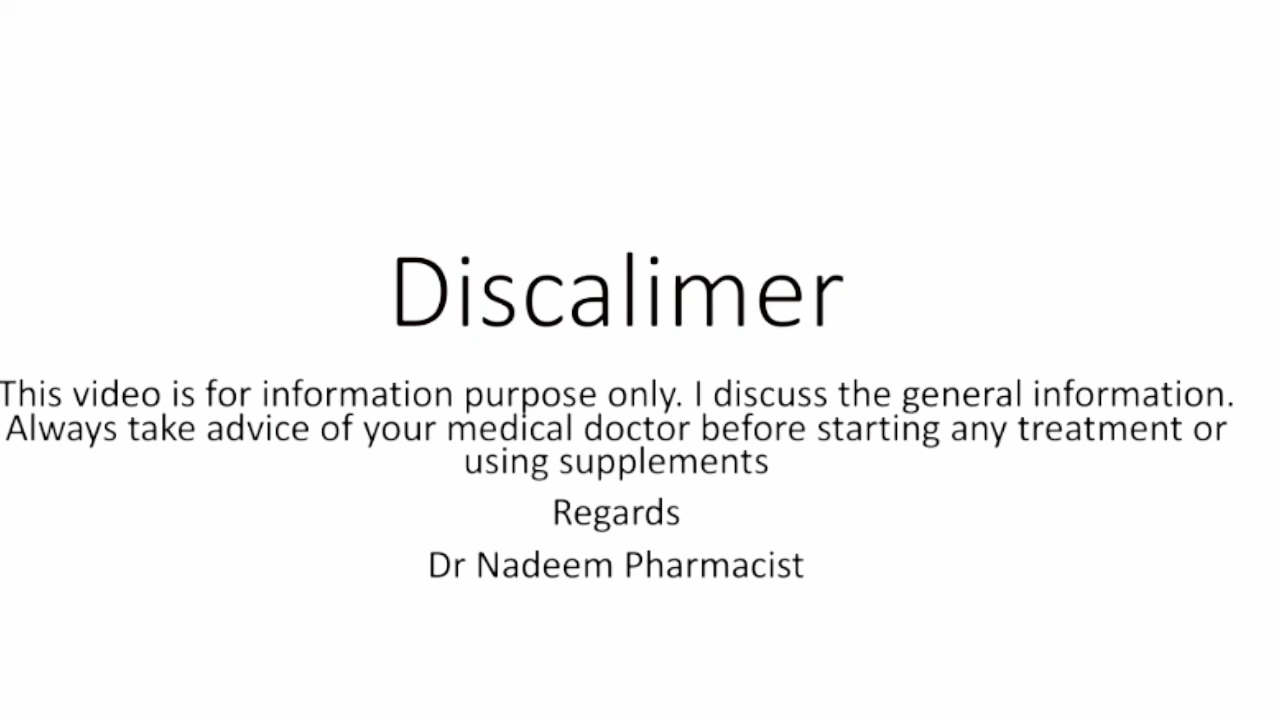 Discalimer
This video is for information purpose only. I discuss the general information.
Always take advice of your medical doctor before starting any treatment or
using supplements
Regards
Dr Nadeem Pharmacist